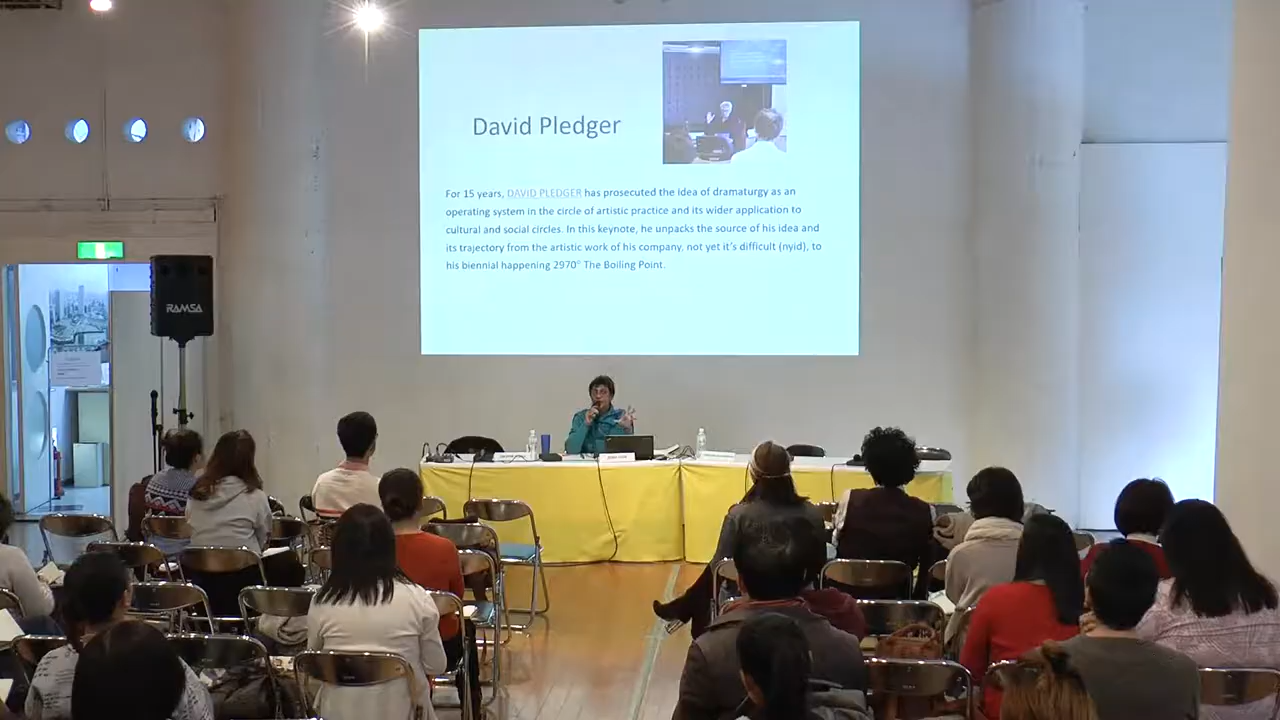 David Pledger
For 15 years, DAVID PLEDGER has prosecuted the idea of dramaturgy as an
operating system in the circle of artistic practice and its wider application to
cultural and social circles. In this keynote, he unpacks the source of his idea and
its trajectory from the artistic work of his company, not yet it's difficult (nyid), to
his biennial happening 2970° The Boiling Point.
RAMSA